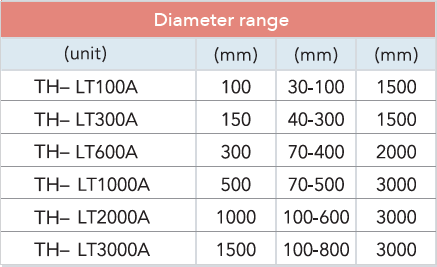 Diameter range
(unit) (mm) (mm) (mm)
TH– LT100A 100 30-100 1500
TH– LT300A 150 40-300 1500
TH– LT600A 300 70-400 2000
TH– LT1000A 500 70-500 3000
TH– LT2000A 1000 100-600 3000
TH– LT3000A 1500 100-800 3000